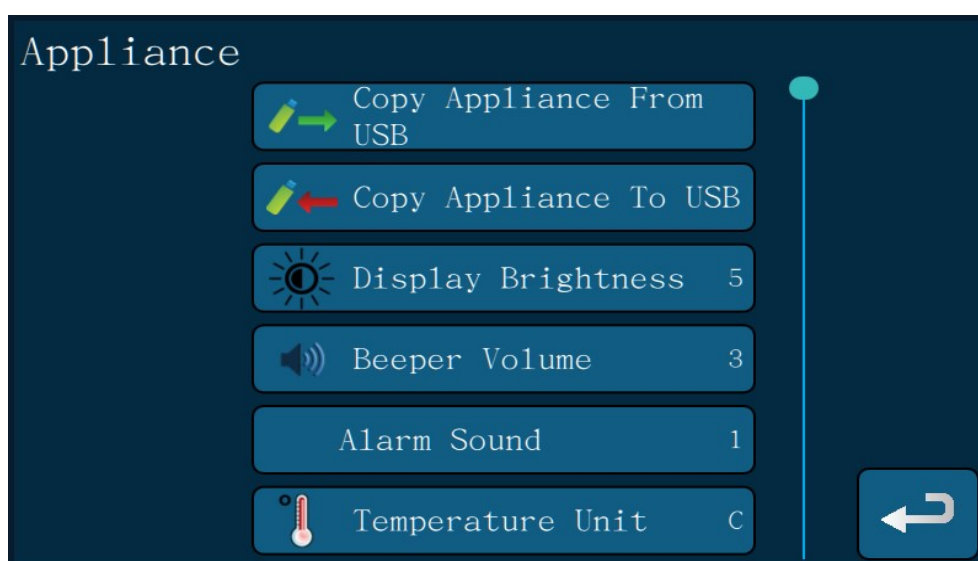 Appliance
Copy Appliance From
USB
Copy Appliance To USB
Display Brightness 5
Beeper Volume 3
Alarm Sound 1
Temperature Unit C